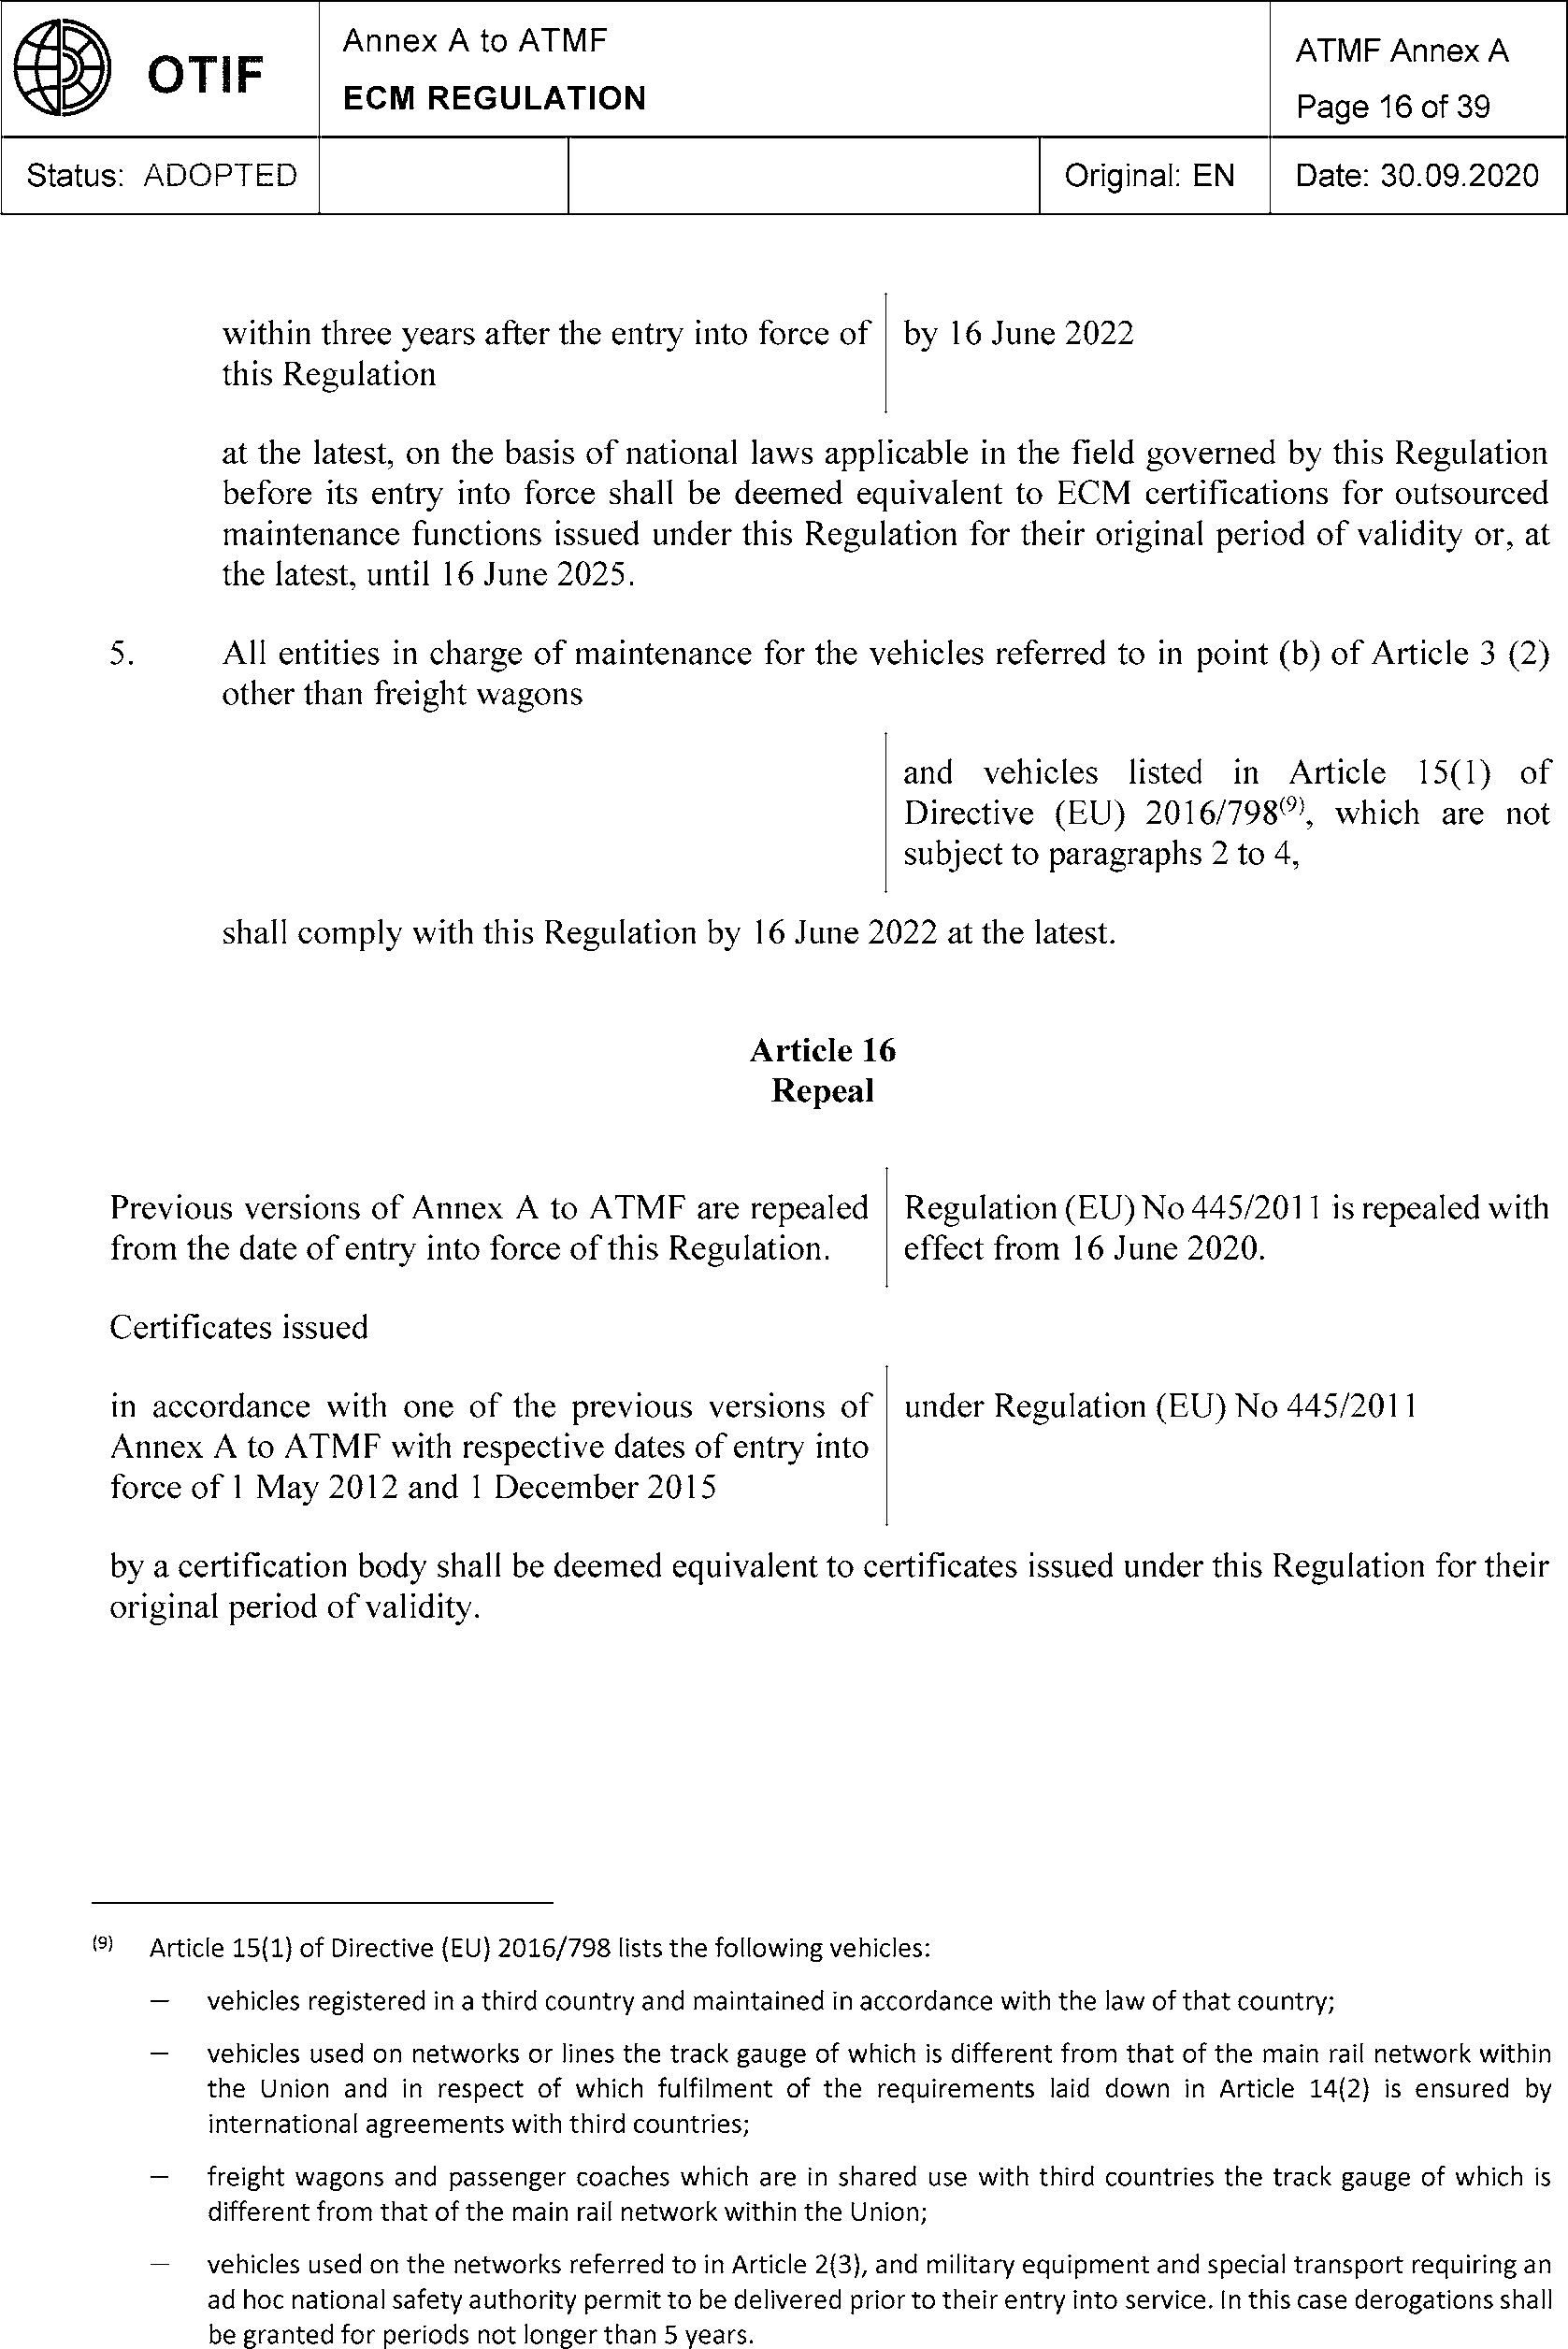 OTIF
Annex A to ATMF
ECM REGULATION
ATMF Annex A
Page 16 of 39
Status: ADOPTED
Original: EN
Date: 30.09.2020
within three years after the entry into force of
this Regulation
by 16 June 2022
at the latest, on the basis of national laws applicable in the field governed by this Regulation
before its entry into force shall be deemed equivalent to ECM certifications for outsourced
maintenance functions issued under this Regulation for their original period of validity or, at
the latest, until 16 June 2025.
5. All entities in charge of maintenance for the vehicles referred to in point (b) of Article 3 (2)
other than freight wagons
and vehicles listed in Article 15(1) of
Directive (EU) 2016/798(9), which are not
subject to paragraphs 2 to 4,
shall comply with this Regulation by 16 June 2022 at the latest.
Article 16
Repeal
Previous versions of Annex A to ATMF are repealed
from the date of entry into force of this Regulation.
Regulation (EU) No 445/2011 is repealed with
effect from 16 June 2020.
Certificates issued
in accordance with one of the previous versions of
Annex A to ATMF with respective dates of entry into
force of 1 May 2012 and 1 December 2015
under Regulation (EU) No 445/2011
by a certification body shall be deemed equivalent to certificates issued under this Regulation for their
original period of validity.
(9) Article 15(1) of Directive (EU) 2016/798 lists the following vehicles:
— vehicles registered in a third country and maintained in accordance with the law of that country;
— vehicles used on networks or lines the track gauge of which is different from that of the main rail network within
the Union and in respect of which fulfilment of the requirements laid down in Article 14(2) is ensured by
international agreements with third countries;
— freight wagons and passenger coaches which are in shared use with third countries the track gauge of which is
different from that of the main rail network within the Union;
— vehicles used on the networks referred to in Article 2(3), and military equipment and special transport requiring an
ad hoc national safety authority permit to be delivered prior to their entry into service. In this case derogations shall
be granted for periods not longer than 5 years.